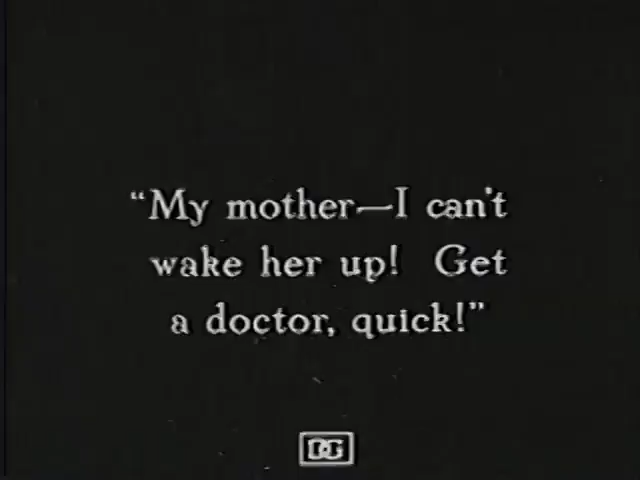 “My mother—I can't
wake her up! Get
a doctor, quick!”
DG